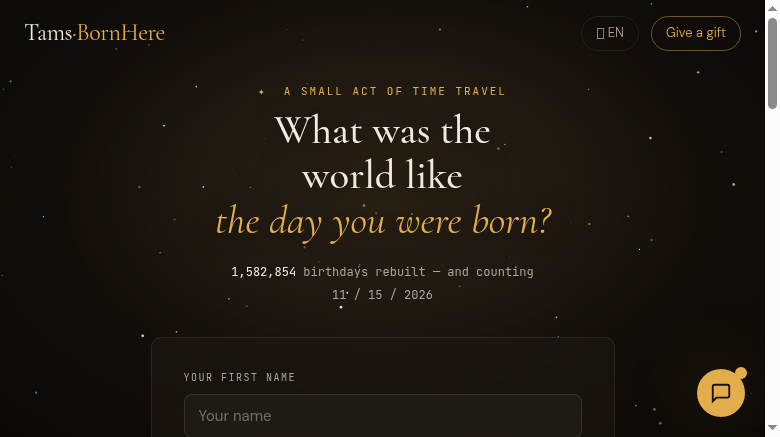 Tams·BornHere
EN
Give a gift
✦ A SMALL ACT OF TIME TRAVEL
What was the
world like
the day you were born?
1,582,854 birthdays rebuilt — and counting
11 / 15 / 2026
YOUR FIRST NAME
Your name